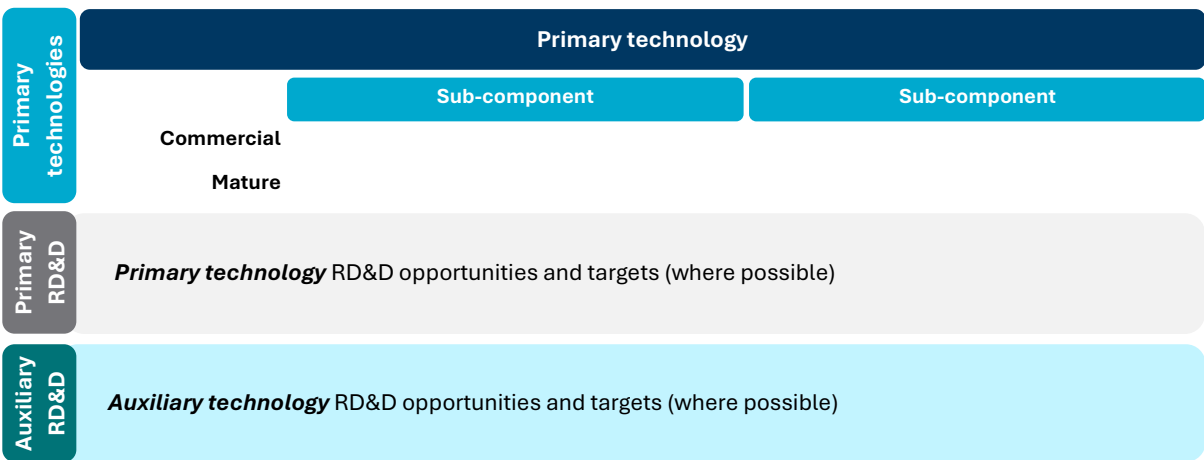 Primary
technologies
Primary technology
Sub-component
Sub-component
Commercial
Mature
Primary
RD&D
Primary technology RD&D opportunities and targets (where possible)
Auxiliary
RD&D
Auxiliary technology RD&D opportunities and targets (where possible)